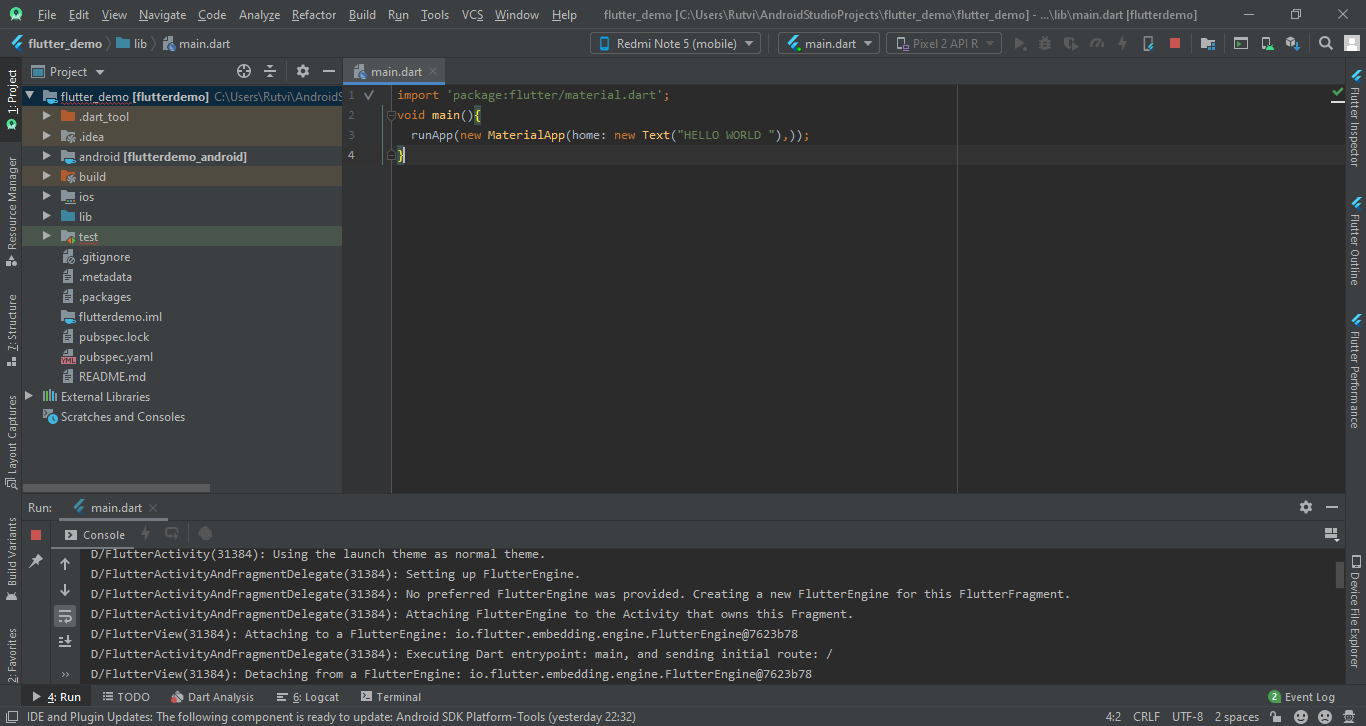 File Edit View Navigate Code Analyze Refactor Build Run Tools VCS Window Help flutter_demo [C:\Users\Rutvi\AndroidStudioProjects\flutter_demo\flutter_demo] - ...\lib\main.dart [flutterdemo]
flutter_demo lib main.dart Redmi Note 5 (mobile) main.dart Pixel 2 API R
Project main.dart
flutter_demo [flutterdemo] C:\Users\Rutvi\AndroidS
.dart_tool
.idea
android [flutterdemo_android]
build
ios
lib
test
.gitignore
.metadata
.packages
flutterdemo.iml
pubspec.lock
pubspec.yaml
README.md
External Libraries
Scratches and Consoles
1 import 'package:flutter/material.dart';
2 void main(){
3 runApp(new MaterialApp(home: new Text("HELLO WORLD "),));
4 }
1: Project
Resource Manager
7: Structure
Layout Captures
Build Variants
2: Favorites
Flutter Inspector
Flutter Outline
Flutter Performance
Device File Explorer
Run: main.dart
Console
D/FlutterActivity(31384): Using the launch theme as normal theme.
D/FlutterActivityAndFragmentDelegate(31384): Setting up FlutterEngine.
D/FlutterActivityAndFragmentDelegate(31384): No preferred FlutterEngine was provided. Creating a new FlutterEngine for this FlutterFragment.
D/FlutterActivityAndFragmentDelegate(31384): Attaching FlutterEngine to the Activity that owns this Fragment.
D/FlutterView(31384): Attaching to a FlutterEngine: io.flutter.embedding.engine.FlutterEngine@7623b78
D/FlutterActivityAndFragmentDelegate(31384): Executing Dart entrypoint: main, and sending initial route: /
D/FlutterView(31384): Detaching from a FlutterEngine: io.flutter.embedding.engine.FlutterEngine@7623b78
4: Run TODO Dart Analysis 6: Logcat Terminal 2 Event Log
IDE and Plugin Updates: The following component is ready to update: Android SDK Platform-Tools (yesterday 22:32) 4:2 CRLF UTF-8 2 spaces